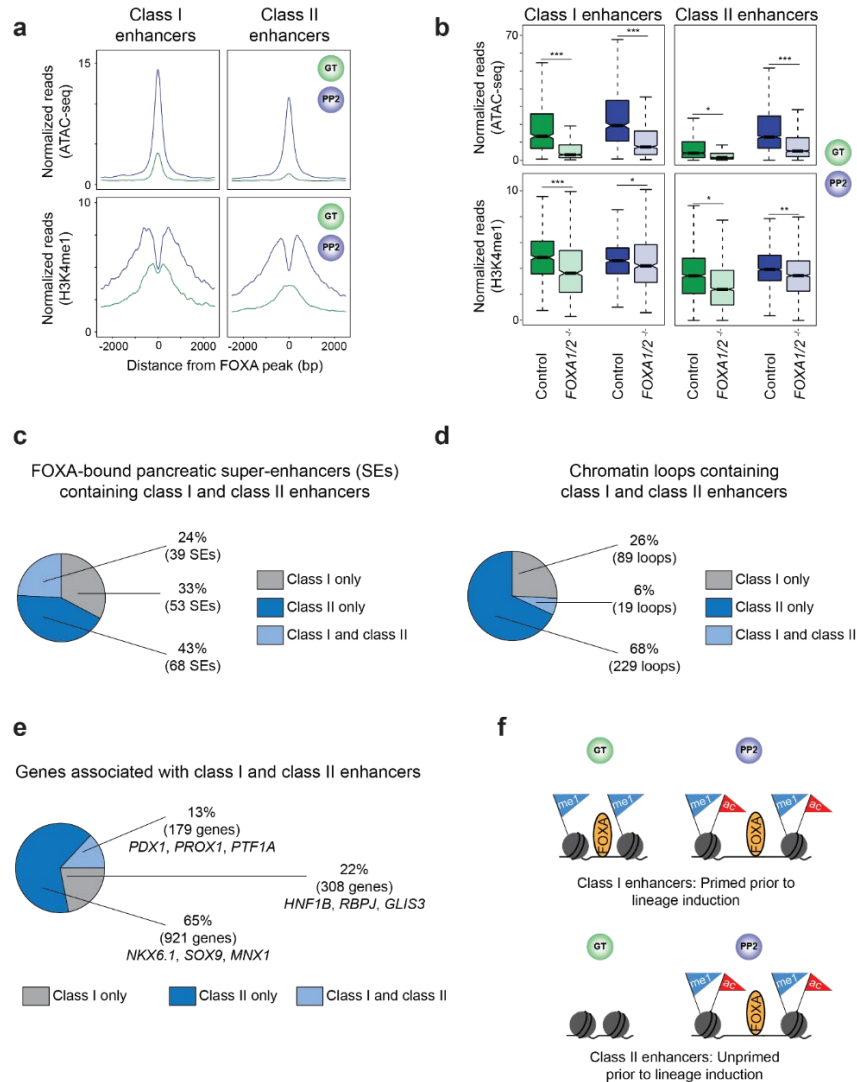 a
Class I
enhancers
Class II
enhancers
Normalized reads
(ATAC-seq)
15
0
GT
PP2
Normalized reads
(H3K4me1)
10
0
GT
PP2
-2000 0 2000
-2000 0 2000
Distance from FOXA peak (bp)
b
Class I enhancers
Class II enhancers
Normalized reads
(ATAC-seq)
70
0
*** *** * ***
GT
PP2
Normalized reads
(H3K4me1)
10
0
*** * * **
Control
FOXA1/2 -/-
Control
FOXA1/2 -/-
Control
FOXA1/2 -/-
Control
FOXA1/2 -/-
c
FOXA-bound pancreatic super-enhancers (SEs)
containing class I and class II enhancers
24%
(39 SEs)
33%
(53 SEs)
43%
(68 SEs)
Class I only
Class II only
Class I and class II
d
Chromatin loops containing
class I and class II enhancers
26%
(89 loops)
6%
(19 loops)
68%
(229 loops)
Class I only
Class II only
Class I and class II
e
Genes associated with class I and class II enhancers
13%
(179 genes)
PDX1, PROX1, PTF1A
22%
(308 genes)
HNF1B, RBPJ, GLIS3
65%
(921 genes)
NKX6.1, SOX9, MNX1
Class I only
Class II only
Class I and class II
f
GT
PP2
me1
me1
FOXA
me1
ac
FOXA
me1
ac
Class I enhancers: Primed prior to
lineage induction
GT
PP2
me1
ac
FOXA
me1
ac
Class II enhancers: Unprimed
prior to lineage induction